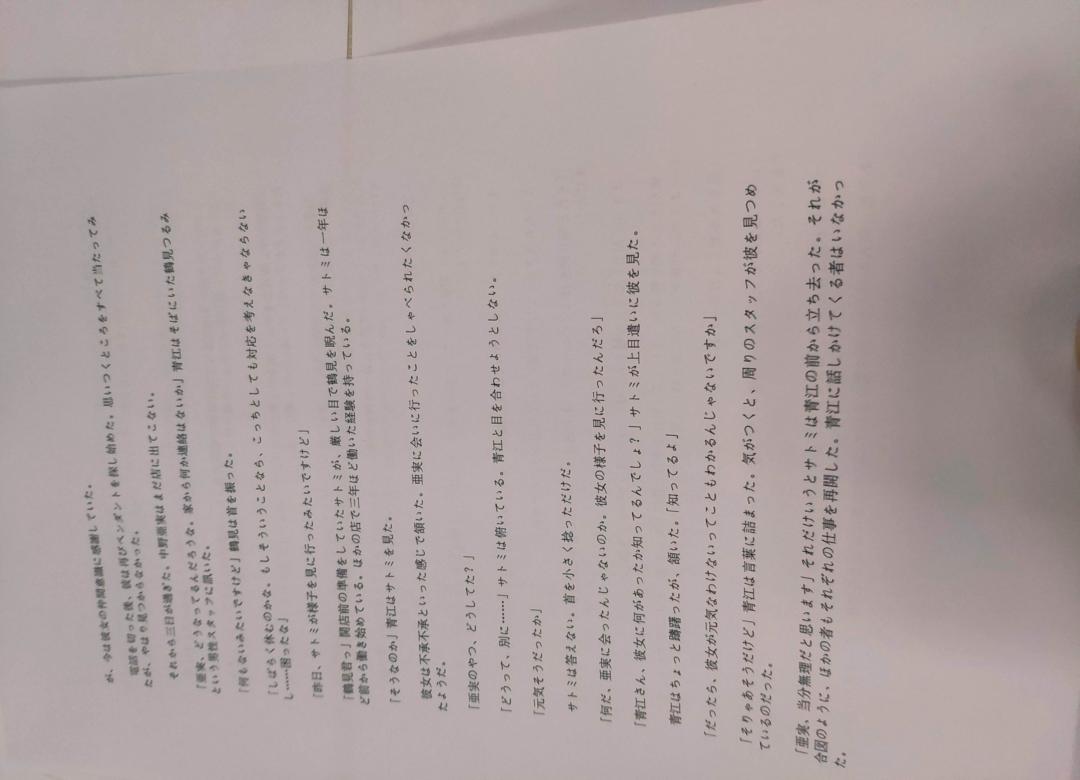 が、今は彼女の仲間意識に感謝していた。
電話を切った後、彼は再びペンダントを探し始めた。思いつくところをすべて当たってみ
たが、やはり見つからなかった。
それから三日が過ぎた、中野亜実はまだ店に出てこない。
「亜実、どうなってるんだろうな。家から何か連絡はないか」青江はそばにいた鶴見つるみ
という男性スタッフに訊いた。
「何もないみたいですけど」鶴見は首を振った。
「しばらく休むのかな。もしそういうことなら、こっちとしても対応を考えなきゃならない
し……困ったな」
「昨日、サトミが様子を見に行ったみたいですけど」
「鶴見君っ」開店前の準備をしていたサトミが、厳しい目で鶴見を睨んだ。サトミは一年ほ
ど前から働き始めている。ほかの店で三年ほど働いた経験を持っている。
「そうなのか」青江はサトミを見た。
彼女は不承不承といった感じで頷いた。亜実に会いに行ったことをしゃべられたくなかっ
たようだ。
「亜実のやつ、どうしてた？」
「どうって、別に……」サトミは俯いている。青江と目を合わせようとしない。
「元気そうだったか」
サトミは答えない。首を小さく捻っただけだ。
「何だ、亜実に会ったんじゃないのか。彼女の様子を見に行ったんだろ」
「青江さん、彼女に何があったか知ってるんでしょ？」サトミが上目遣いに彼を見た。
青江はちょっと躊躇ったが、頷いた。「知ってるよ」
「だったら、彼女が元気なわけないってこともわかるんじゃないですか」
「そりゃあそうだけど」青江は言葉に詰まった。気がつくと、周りのスタッフが彼を見つめ
ているのだった。
「亜実、当分無理だと思います」それだけいうとサトミは青江の前から立ち去った。それが
合図のように、ほかの者もそれぞれの仕事を再開した。青江に話しかけてくる者はいなかっ
た。